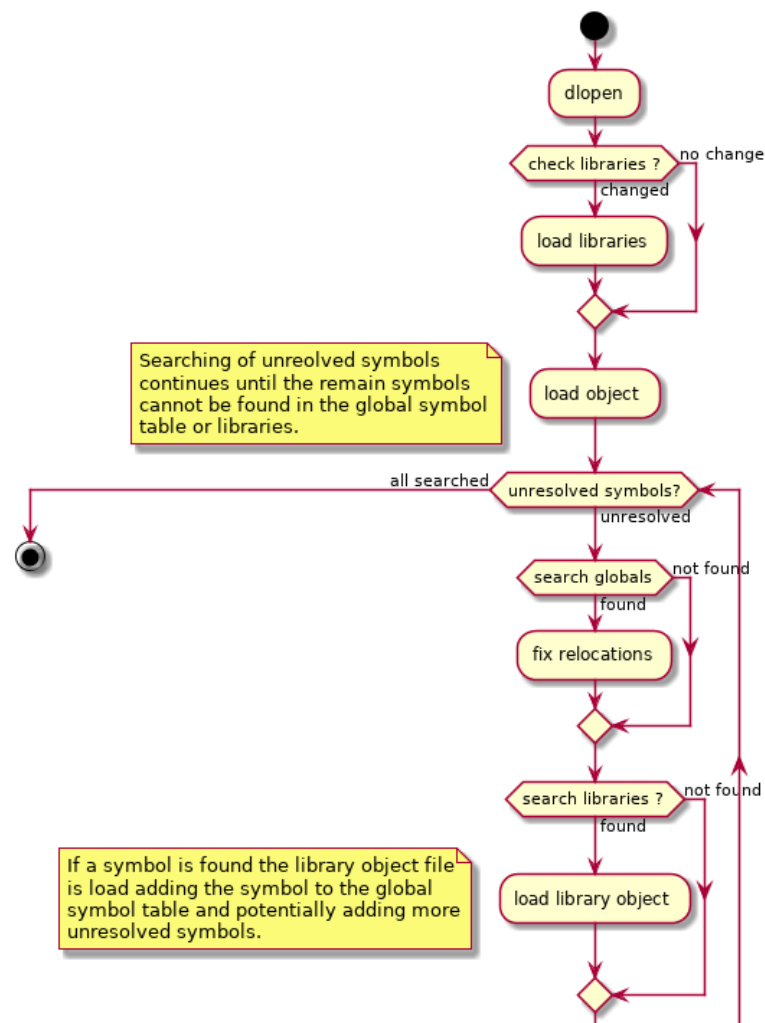 dlopen
check libraries ?
no change
changed
load libraries
Searching of unreolved symbols
continues until the remain symbols
cannot be found in the global symbol
table or libraries.
load object
all searched
unresolved symbols?
unresolved
search globals
not found
found
fix relocations
search libraries ?
not found
found
If a symbol is found the library object file
is load adding the symbol to the global
symbol table and potentially adding more
unresolved symbols.
load library object